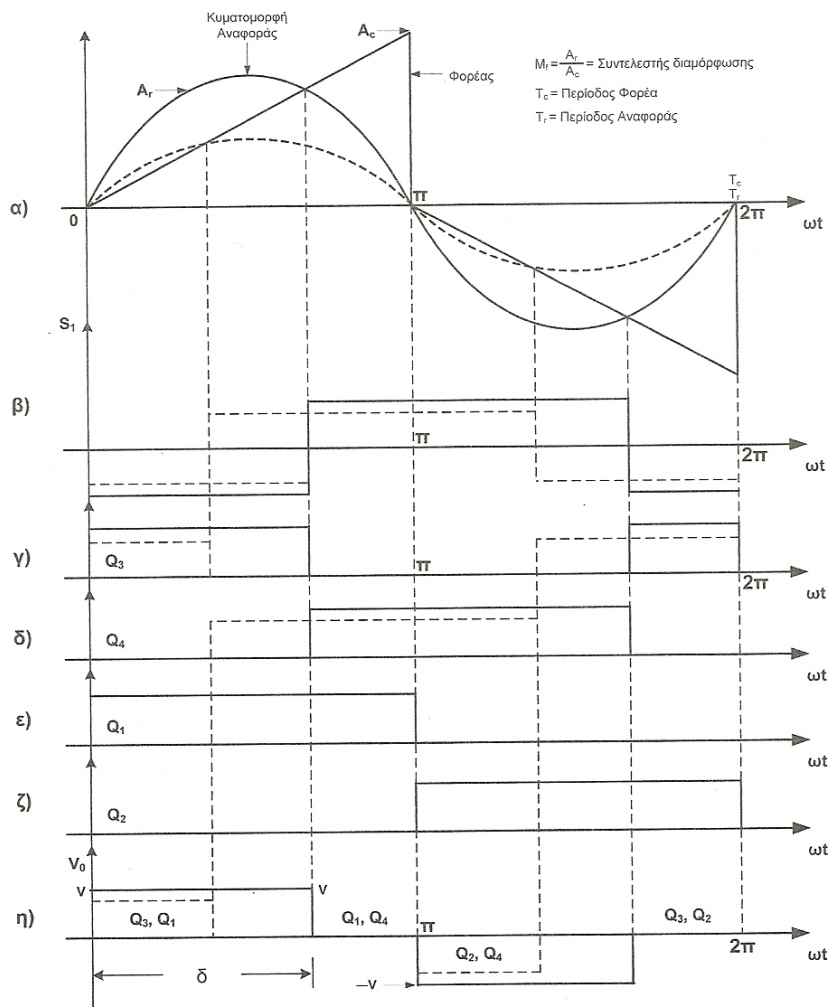 Κυματομορφή
Αναφοράς
A_c
A_r
Φορέας
M_f = A_r / A_c = Συντελεστής διαμόρφωσης
T_c = Περίοδος Φορέα
T_r = Περίοδος Αναφοράς
α)
0
π
T_c
T_r
2π
ωt
S_1
β)
π
2π
ωt
γ)
Q_3
π
2π
ωt
δ)
Q_4
ωt
ε)
Q_1
ωt
ζ)
Q_2
ωt
V_0
V
V
η)
Q_3, Q_1
Q_1, Q_4
π
Q_2, Q_4
Q_3, Q_2
2π
ωt
δ
–V